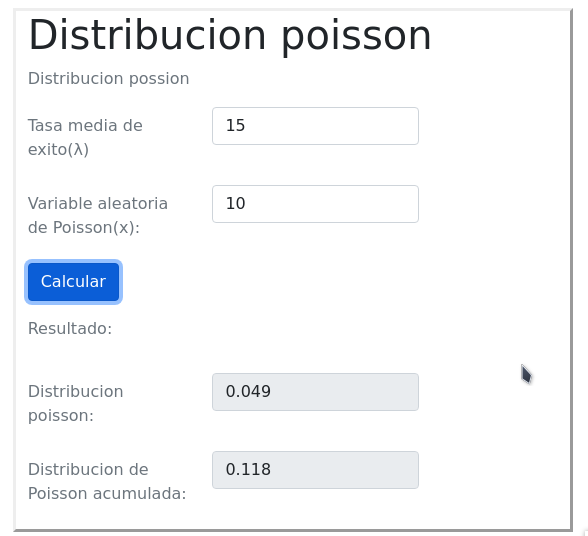 Distribucion poisson
Distribucion possion
Tasa media de
exito(λ)
15
Variable aleatoria
de Poisson(x):
10
Calcular
Resultado:
Distribucion
poisson:
0.049
Distribucion de
Poisson acumulada:
0.118